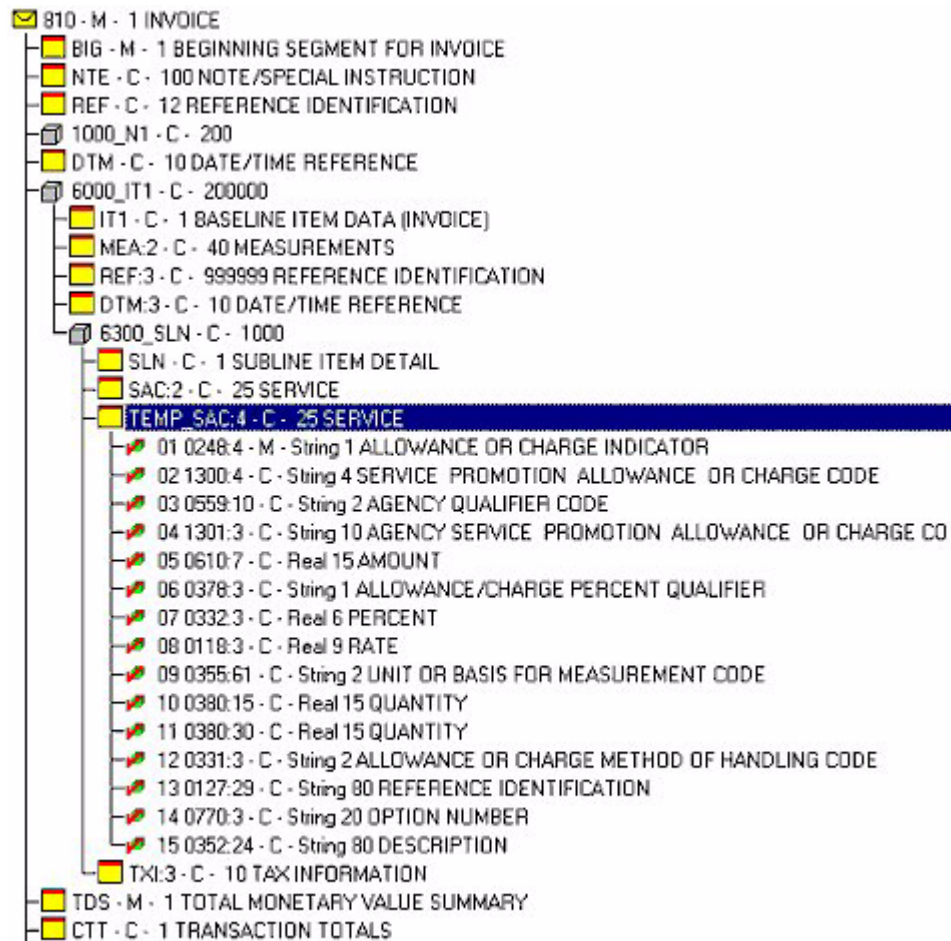 810 - M - 1 INVOICE
BIG - M - 1 BEGINNING SEGMENT FOR INVOICE
NTE - C - 100 NOTE/SPECIAL INSTRUCTION
REF - C - 12 REFERENCE IDENTIFICATION
1000_N1 - C - 200
DTM - C - 10 DATE/TIME REFERENCE
6000_IT1 - C - 200000
IT1 - C - 1 BASELINE ITEM DATA (INVOICE)
MEA:2 - C - 40 MEASUREMENTS
REF:3 - C - 999999 REFERENCE IDENTIFICATION
DTM:3 - C - 10 DATE/TIME REFERENCE
6300_SLN - C - 1000
SLN - C - 1 SUBLINE ITEM DETAIL
SAC:2 - C - 25 SERVICE
TEMP_SAC:4 - C - 25 SERVICE
01 0248:4 - M - String 1 ALLOWANCE OR CHARGE INDICATOR
02 1300:4 - C - String 4 SERVICE PROMOTION ALLOWANCE OR CHARGE CODE
03 0559:10 - C - String 2 AGENCY QUALIFIER CODE
04 1301:3 - C - String 10 AGENCY SERVICE PROMOTION ALLOWANCE OR CHARGE CO
05 0610:7 - C - Real 15 AMOUNT
06 0378:3 - C - String 1 ALLOWANCE/CHARGE PERCENT QUALIFIER
07 0332:3 - C - Real 6 PERCENT
08 0118:3 - C - Real 9 RATE
09 0355:61 - C - String 2 UNIT OR BASIS FOR MEASUREMENT CODE
10 0380:15 - C - Real 15 QUANTITY
11 0380:30 - C - Real 15 QUANTITY
12 0331:3 - C - String 2 ALLOWANCE OR CHARGE METHOD OF HANDLING CODE
13 0127:29 - C - String 80 REFERENCE IDENTIFICATION
14 0770:3 - C - String 20 OPTION NUMBER
15 0352:24 - C - String 80 DESCRIPTION
TXI:3 - C - 10 TAX INFORMATION
TDS - M - 1 TOTAL MONETARY VALUE SUMMARY
CTT - C - 1 TRANSACTION TOTALS